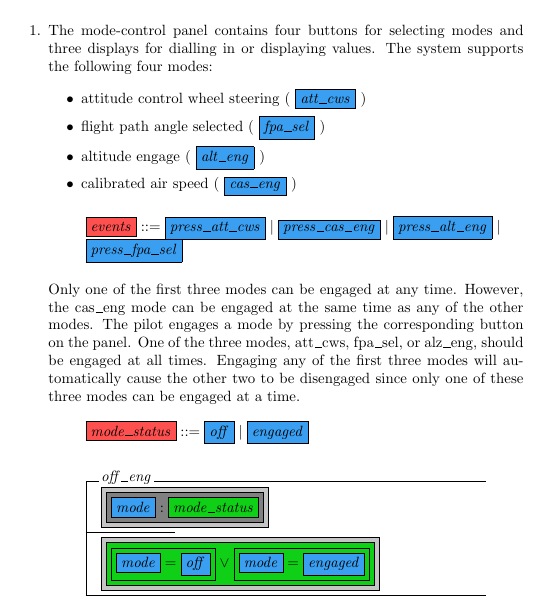 1. The mode-control panel contains four buttons for selecting modes and
three displays for dialling in or displaying values. The system supports
the following four modes:
• attitude control wheel steering ( att_cws )
• flight path angle selected ( fpa_sel )
• altitude engage ( alt_eng )
• calibrated air speed ( cas_eng )
events ::= press_att_cws | press_cas_eng | press_alt_eng |
press_fpa_sel
Only one of the first three modes can be engaged at any time. However,
the cas_eng mode can be engaged at the same time as any of the other
modes. The pilot engages a mode by pressing the corresponding button
on the panel. One of the three modes, att_cws, fpa_sel, or alz_eng, should
be engaged at all times. Engaging any of the first three modes will au-
tomatically cause the other two to be disengaged since only one of these
three modes can be engaged at a time.
mode_status ::= off | engaged
off_eng
mode : mode_status
mode = off ∨ mode = engaged